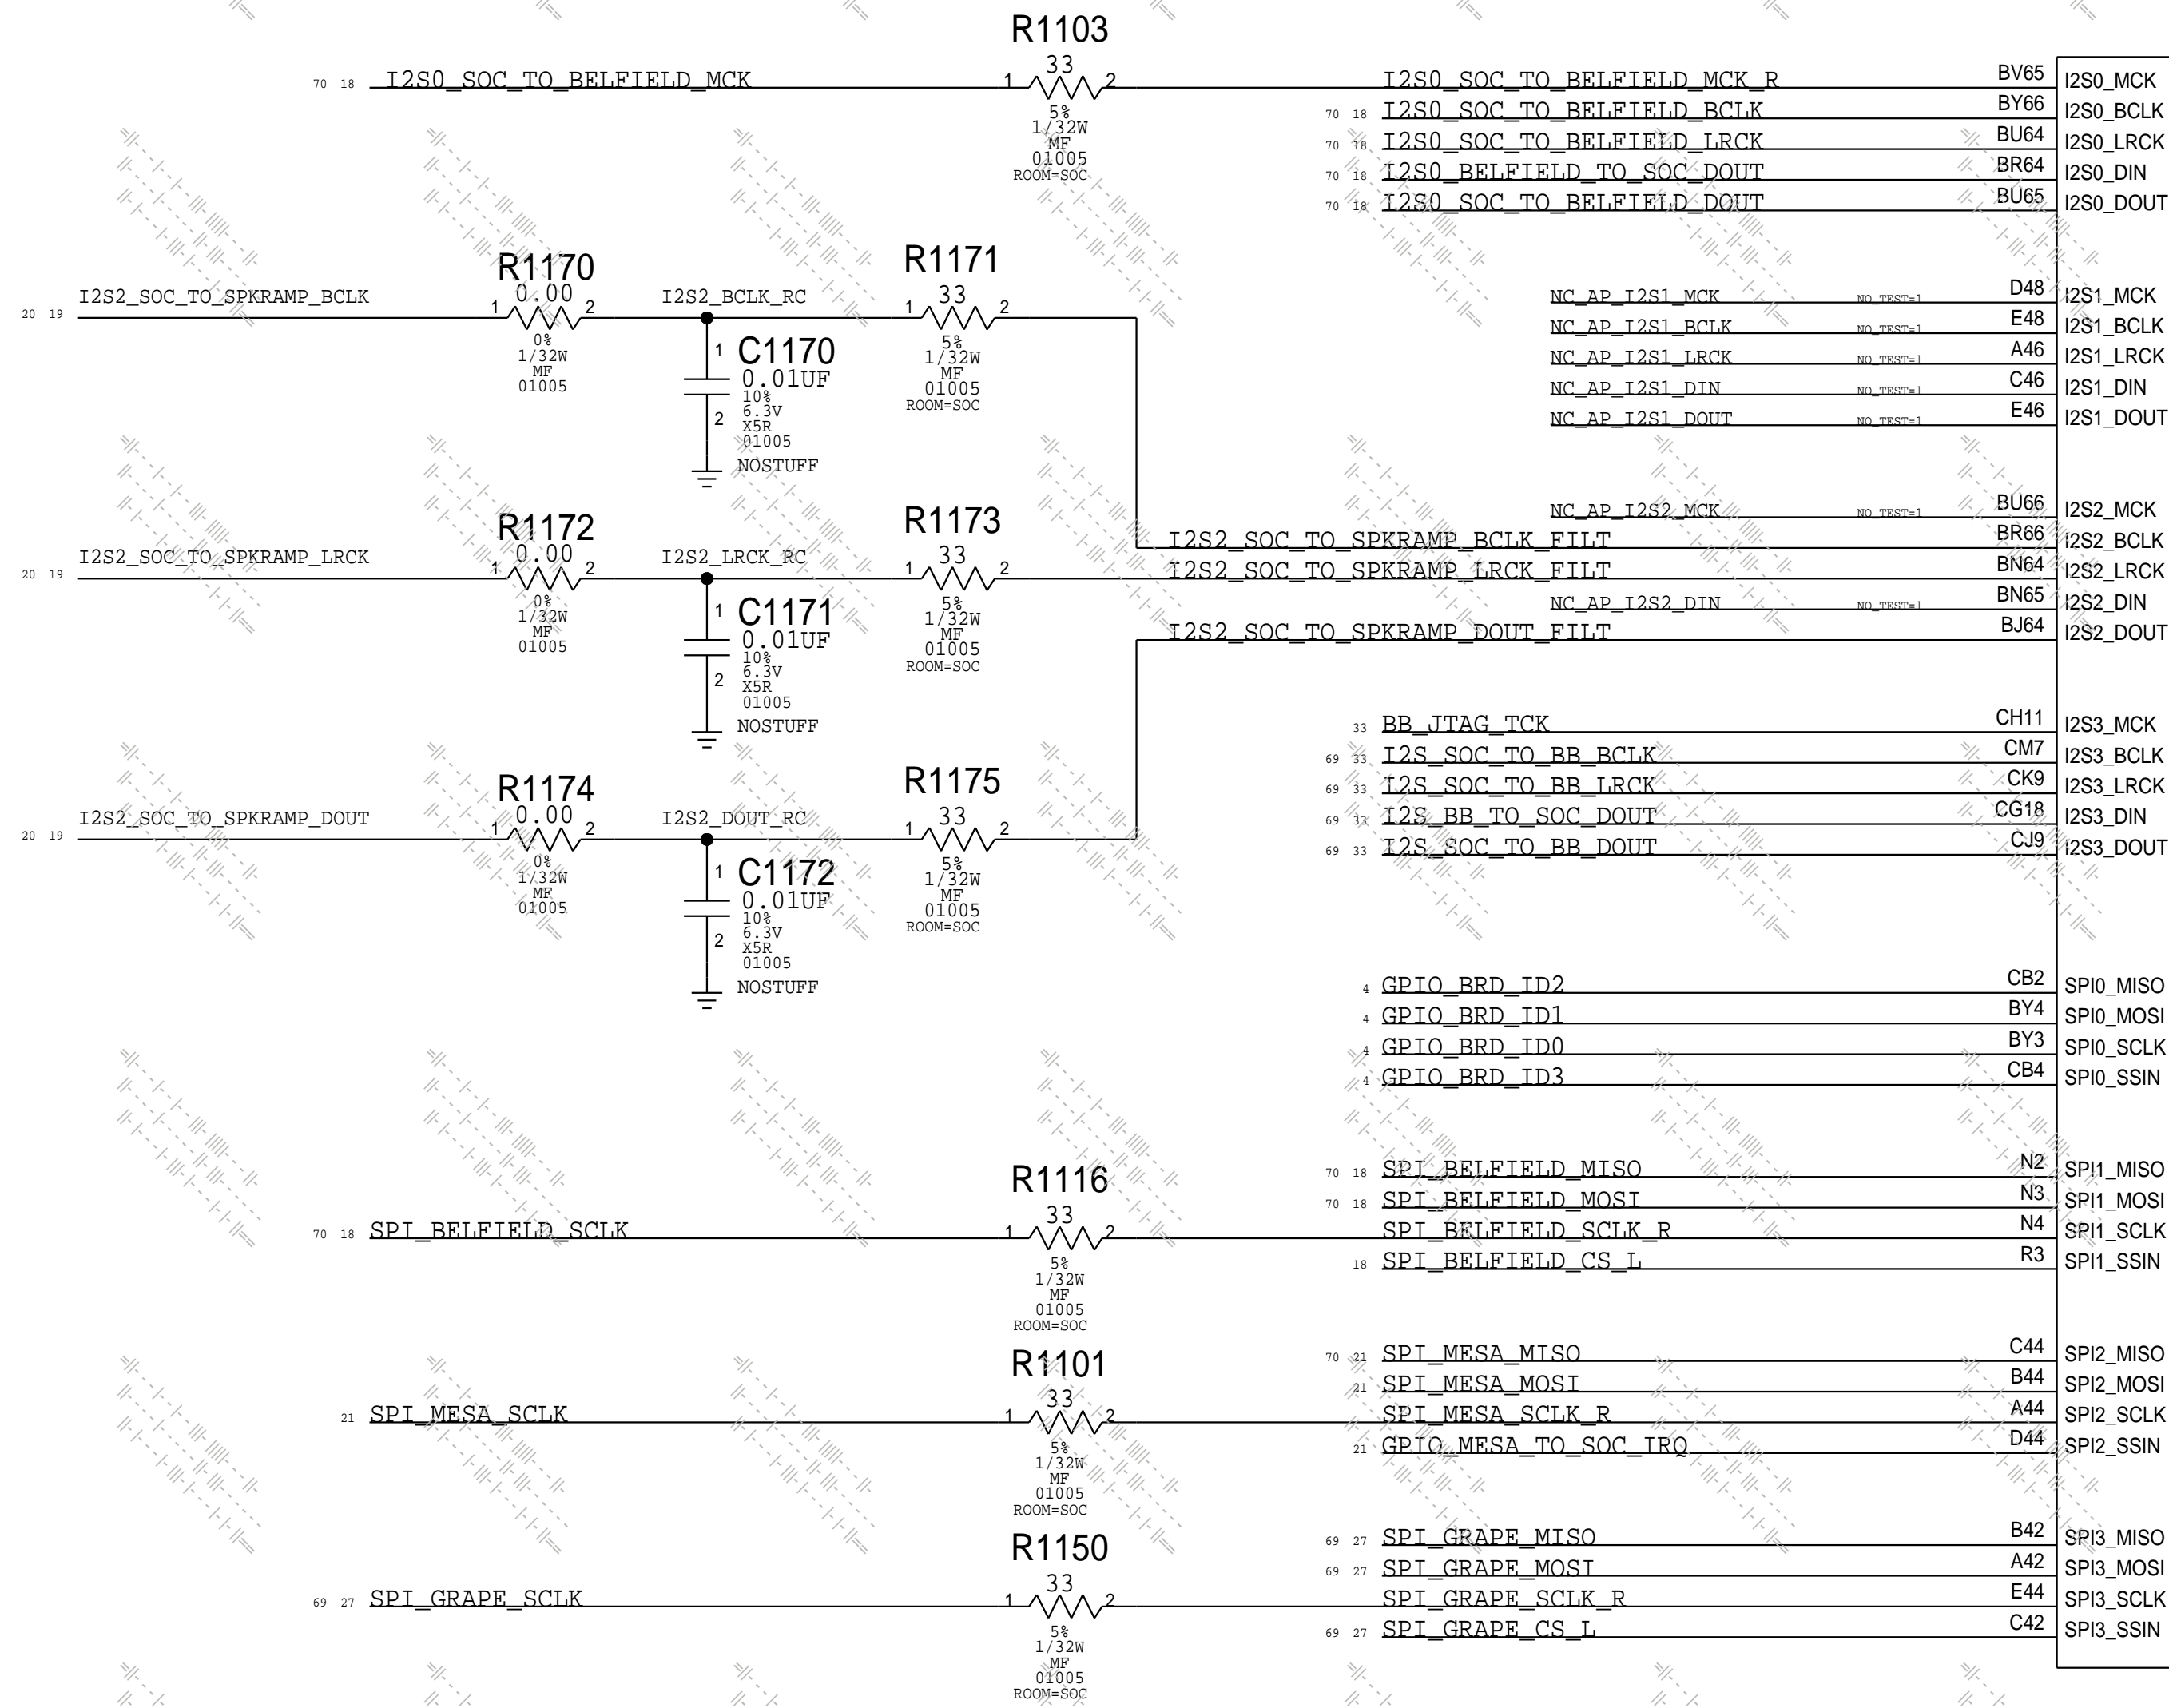 R1103
33
70 18 I2S0_SOC_TO_BELFIELD_MCK 1 2 I2S0_SOC_TO_BELFIELD_MCK_R BV65 I2S0_MCK
5%
1/32W
MF
01005
ROOM=SOC
70 18 I2S0_SOC_TO_BELFIELD_BCLK BY66 I2S0_BCLK
70 18 I2S0_SOC_TO_BELFIELD_LRCK BU64 I2S0_LRCK
70 18 I2S0_BELFIELD_TO_SOC_DOUT BR64 I2S0_DIN
70 18 I2S0_SOC_TO_BELFIELD_DOUT BU65 I2S0_DOUT
R1170
0.00
20 19 I2S2_SOC_TO_SPKRAMP_BCLK 1 2 I2S2_BCLK_RC
0%
1/32W
MF
01005
R1171
33
1 2
5%
1/32W
MF
01005
ROOM=SOC
1 C1170
0.01UF
10%
2 6.3V
X5R
01005
NOSTUFF
NC_AP_I2S1_MCK NO_TEST=1 D48 I2S1_MCK
NC_AP_I2S1_BCLK NO_TEST=1 E48 I2S1_BCLK
NC_AP_I2S1_LRCK NO_TEST=1 A46 I2S1_LRCK
NC_AP_I2S1_DIN NO_TEST=1 C46 I2S1_DIN
NC_AP_I2S1_DOUT NO_TEST=1 E46 I2S1_DOUT
R1172
0.00
20 19 I2S2_SOC_TO_SPKRAMP_LRCK 1 2 I2S2_LRCK_RC
0%
1/32W
MF
01005
R1173
33
1 2
5%
1/32W
MF
01005
ROOM=SOC
1 C1171
0.01UF
10%
2 6.3V
X5R
01005
NOSTUFF
NC_AP_I2S2_MCK NO_TEST=1 BU66 I2S2_MCK
I2S2_SOC_TO_SPKRAMP_BCLK_FILT BR66 I2S2_BCLK
I2S2_SOC_TO_SPKRAMP_LRCK_FILT BN64 I2S2_LRCK
NC_AP_I2S2_DIN NO_TEST=1 BN65 I2S2_DIN
I2S2_SOC_TO_SPKRAMP_DOUT_FILT BJ64 I2S2_DOUT
33 BB_JTAG_TCK CH11 I2S3_MCK
69 33 I2S_SOC_TO_BB_BCLK CM7 I2S3_BCLK
69 33 I2S_SOC_TO_BB_LRCK CK9 I2S3_LRCK
69 33 I2S_BB_TO_SOC_DOUT CG18 I2S3_DIN
69 33 I2S_SOC_TO_BB_DOUT CJ9 I2S3_DOUT
R1174
0.00
20 19 I2S2_SOC_TO_SPKRAMP_DOUT 1 2 I2S2_DOUT_RC
0%
1/32W
MF
01005
R1175
33
1 2
5%
1/32W
MF
01005
ROOM=SOC
1 C1172
0.01UF
10%
2 6.3V
X5R
01005
NOSTUFF
4 GPIO_BRD_ID2 CB2 SPI0_MISO
4 GPIO_BRD_ID1 BY4 SPI0_MOSI
4 GPIO_BRD_ID0 BY3 SPI0_SCLK
4 GPIO_BRD_ID3 CB4 SPI0_SSIN
70 18 SPI_BELFIELD_MISO N2 SPI1_MISO
70 18 SPI_BELFIELD_MOSI N3 SPI1_MOSI
R1116
33
70 18 SPI_BELFIELD_SCLK 1 2 SPI_BELFIELD_SCLK_R N4 SPI1_SCLK
18 SPI_BELFIELD_CS_L R3 SPI1_SSIN
5%
1/32W
MF
01005
ROOM=SOC
70 21 SPI_MESA_MISO C44 SPI2_MISO
21 SPI_MESA_MOSI B44 SPI2_MOSI
R1101
33
21 SPI_MESA_SCLK 1 2 SPI_MESA_SCLK_R A44 SPI2_SCLK
21 GPIO_MESA_TO_SOC_IRQ D44 SPI2_SSIN
5%
1/32W
MF
01005
ROOM=SOC
69 27 SPI_GRAPE_MISO B42 SPI3_MISO
69 27 SPI_GRAPE_MOSI A42 SPI3_MOSI
R1150
33
69 27 SPI_GRAPE_SCLK 1 2 SPI_GRAPE_SCLK_R E44 SPI3_SCLK
69 27 SPI_GRAPE_CS_L C42 SPI3_SSIN
5%
1/32W
MF
01005
ROOM=SOC